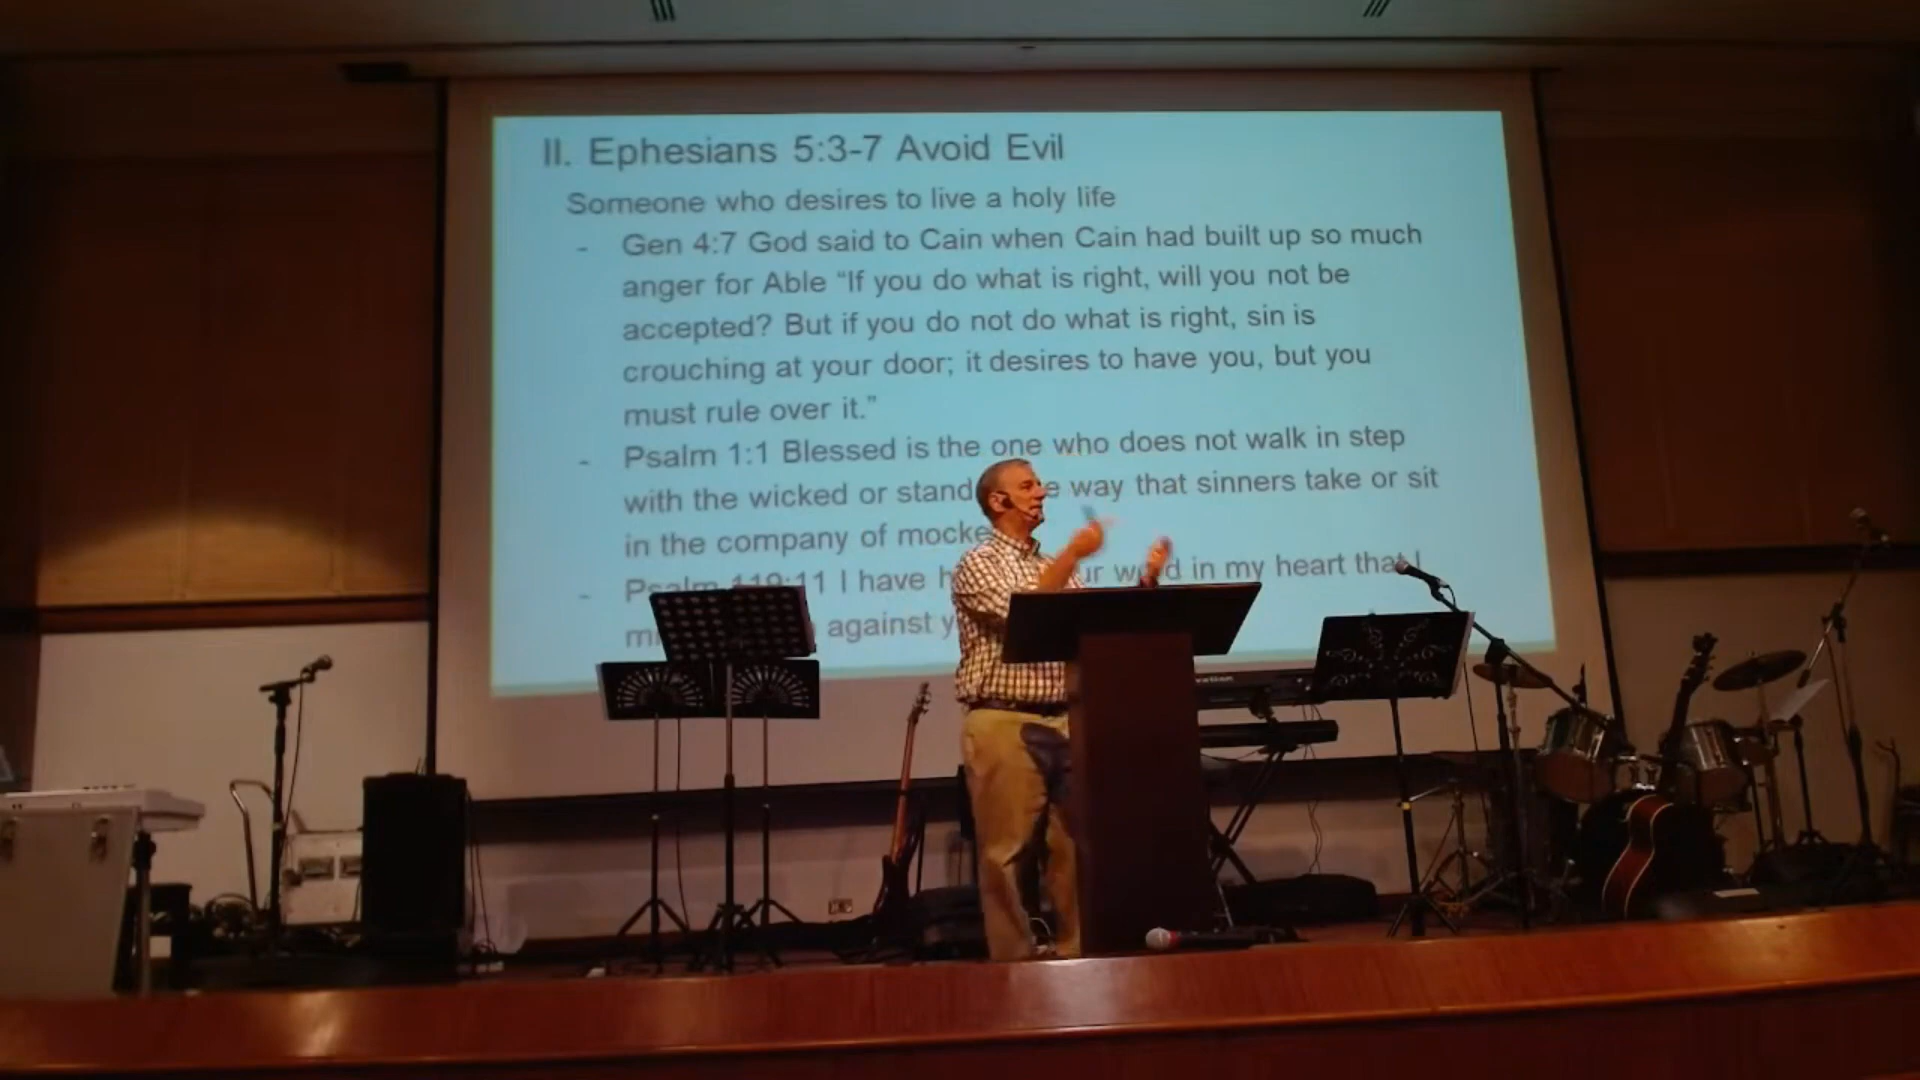 II. Ephesians 5:3-7 Avoid Evil
Someone who desires to live a holy life
- Gen 4:7 God said to Cain when Cain had built up so much
anger for Able “If you do what is right, will you not be
accepted? But if you do not do what is right, sin is
crouching at your door; it desires to have you, but you
must rule over it.”
- Psalm 1:1 Blessed is the one who does not walk in step
with the wicked or stand way that sinners take or sit
in the company of
- Psalm 119:11 I have in my heart that I
against